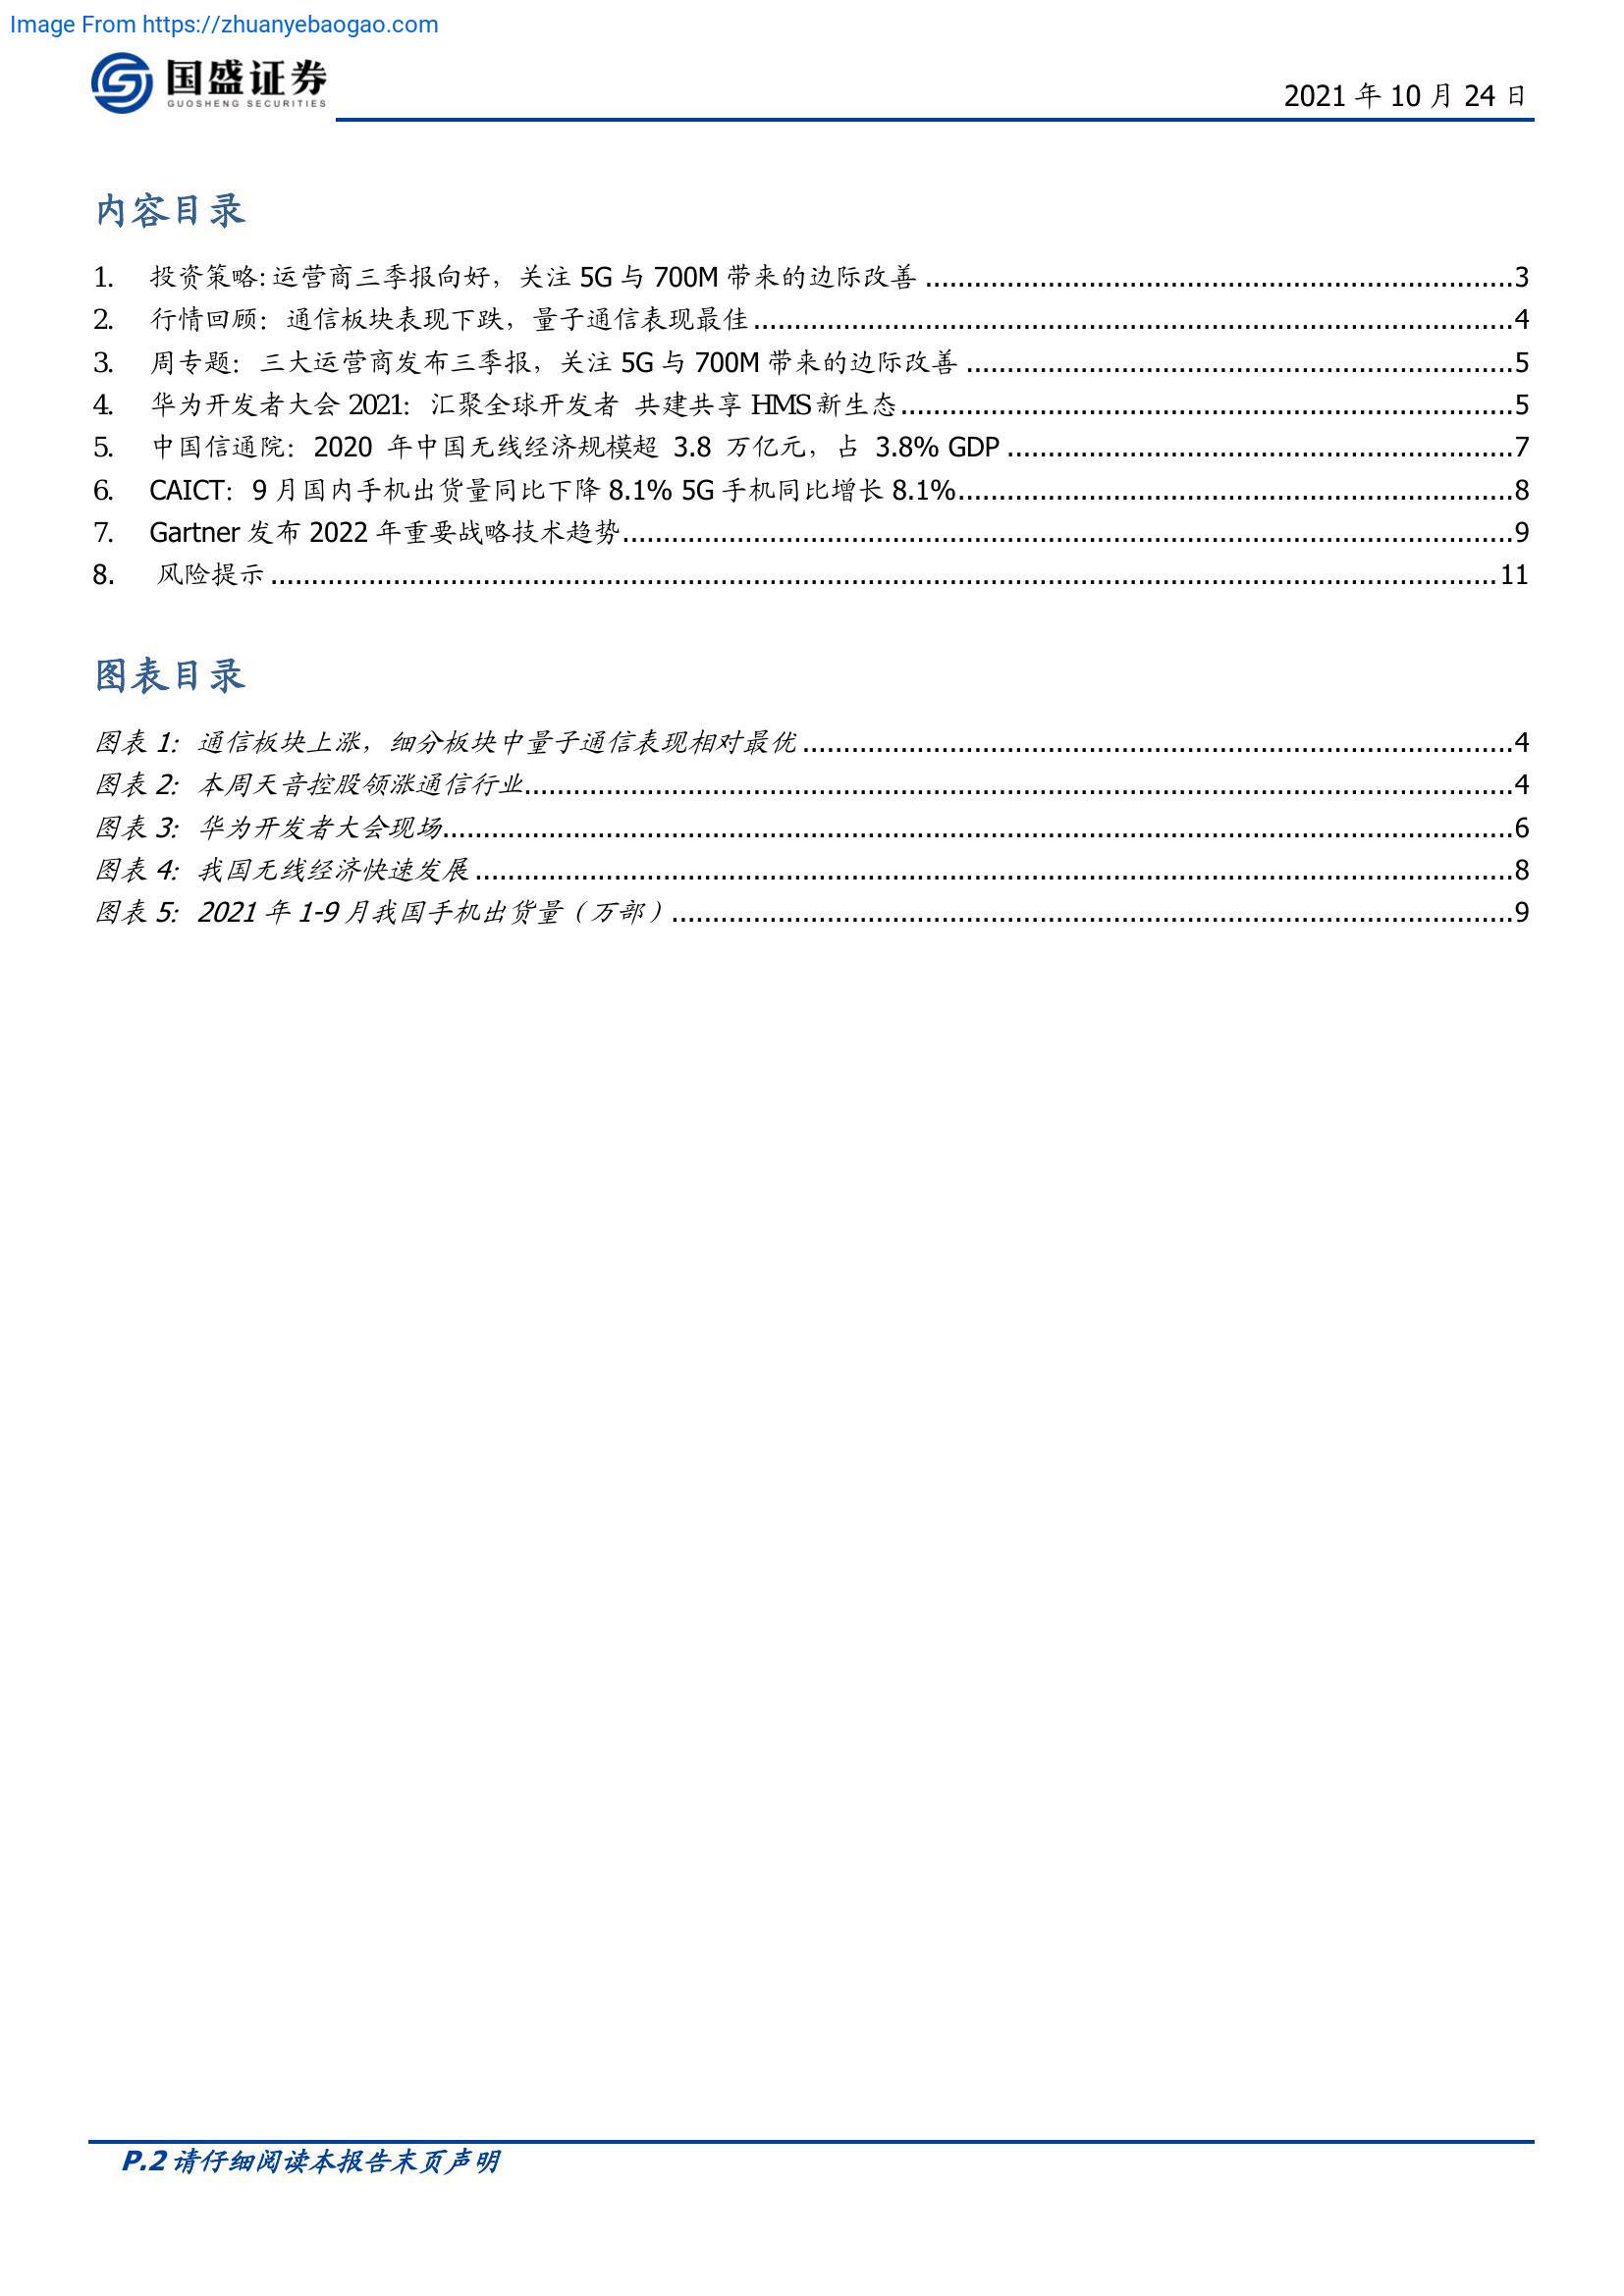 Image From https://zhuanyebaogao.com
国盛证券
GUOSHENG SECURITIES
2021 年 10 月 24 日
内容目录
1. 投资策略: 运营商三季报向好，关注 5G 与 700M 带来的边际改善 ........................................................................3
2. 行情回顾：通信板块表现下跌，量子通信表现最佳 .............................................................................................4
3. 周专题：三大运营商发布三季报，关注 5G 与 700M 带来的边际改善 ...................................................................5
4. 华为开发者大会 2021：汇聚全球开发者 共建共享 HMS 新生态...........................................................................5
5. 中国信通院：2020 年中国无线经济规模超 3.8 万亿元，占 3.8% GDP ..............................................................7
6. CAICT：9 月国内手机出货量同比下降 8.1% 5G 手机同比增长 8.1%....................................................................8
7. Gartner 发布 2022 年重要战略技术趋势.............................................................................................................9
8. 风险提示 ......................................................................................................................................................11
图表目录
图表 1：通信板块上涨，细分板块中量子通信表现相对最优 .......................................................................................4
图表 2：本周天音控股领涨通信行业.........................................................................................................................4
图表 3：华为开发者大会现场...................................................................................................................................6
图表 4：我国无线经济快速发展 ...............................................................................................................................8
图表 5：2021 年 1-9 月我国手机出货量（万部）.......................................................................................................9
P.2 请仔细阅读本报告末页声明